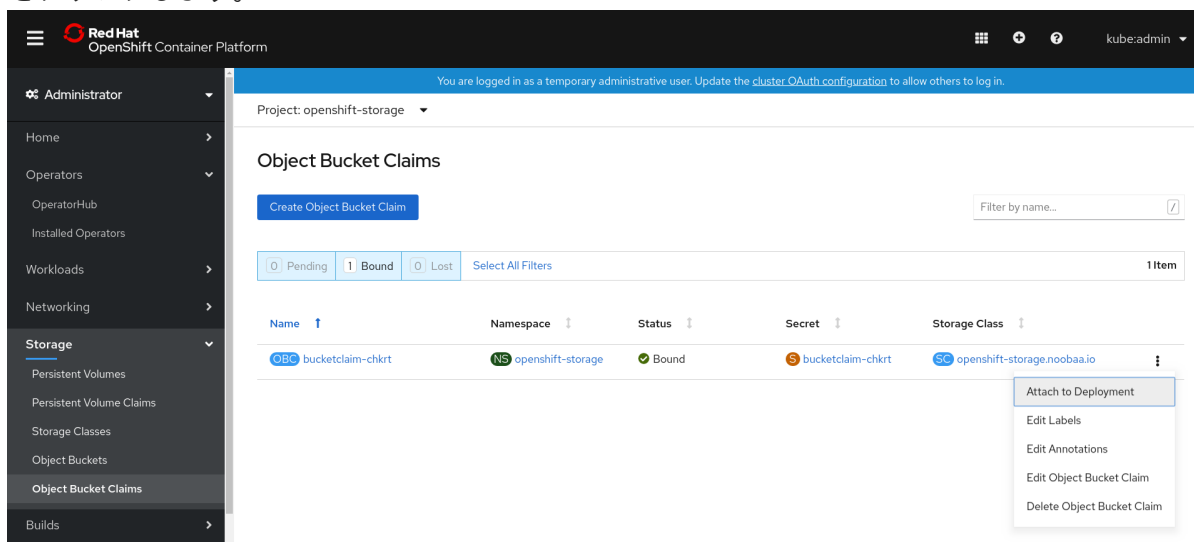 Red Hat
OpenShift Container Platform
kube:admin
Administrator
You are logged in as a temporary administrative user. Update the cluster OAuth configuration to allow others to log in.
Project: openshift-storage
Home
Operators
OperatorHub
Installed Operators
Workloads
Networking
Storage
Persistent Volumes
Persistent Volume Claims
Storage Classes
Object Buckets
Object Bucket Claims
Builds
Object Bucket Claims
Create Object Bucket Claim
Filter by name... /
0 Pending 1 Bound 0 Lost Select All Filters 1 Item
Name Namespace Status Secret Storage Class
OBC bucketclaim-chkrt NS openshift-storage Bound S bucketclaim-chkrt SC openshift-storage.noobaa.io
Attach to Deployment
Edit Labels
Edit Annotations
Edit Object Bucket Claim
Delete Object Bucket Claim